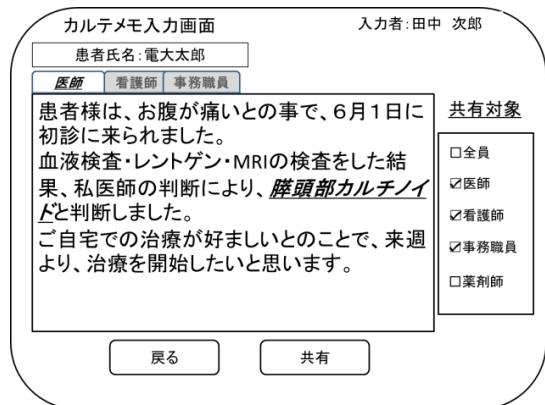 カルテメモ入力画面
入力者:田中 次郎
患者氏名:電大太郎
医師 看護師 事務職員
患者様は、お腹が痛いとの事で、6月1日に
初診に来られました。
血液検査・レントゲン・MRIの検査をした結
果、私医師の判断により、膵頭部カルチノイ
ドと判断しました。
ご自宅での治療が好ましいとのことで、来週
より、治療を開始したいと思います。
共有対象
☐全員
☑医師
☑看護師
☑事務職員
☐薬剤師
戻る
共有